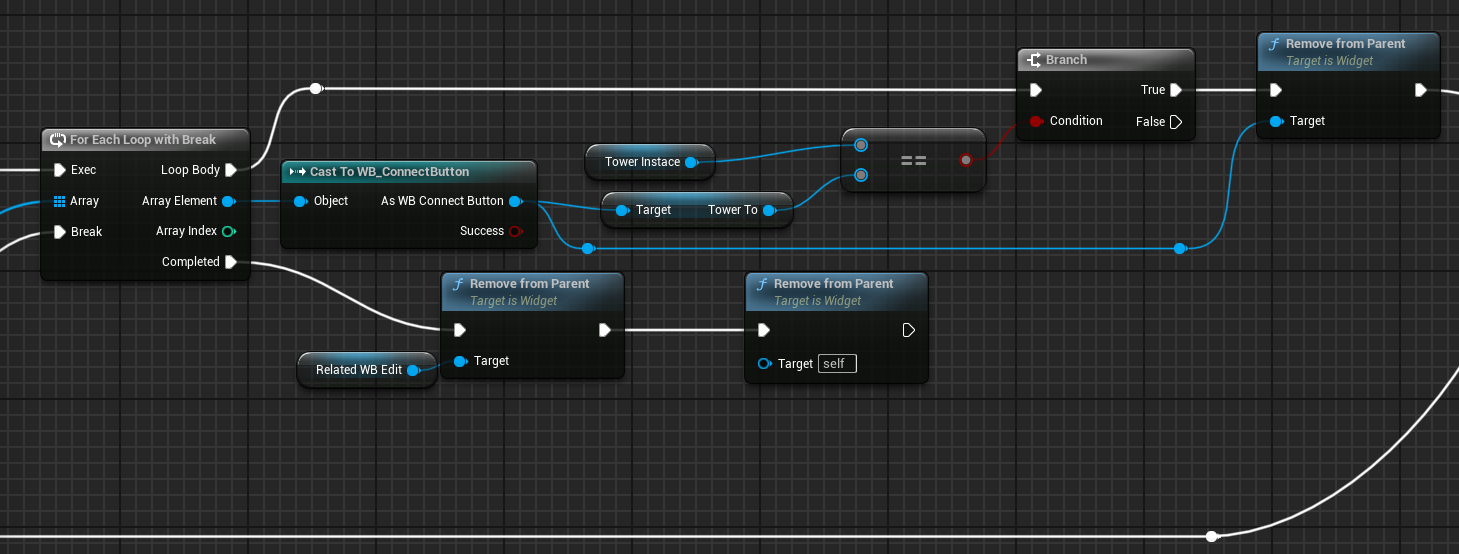 Remove from Parent
Target is Widget
Target
Branch
True
Condition
False
For Each Loop with Break
Exec
Loop Body
Array
Array Element
Array Index
Break
Completed
Cast To WB_ConnectButton
Object
As WB Connect Button
Success
Tower Instace
Target
Tower To
==
Remove from Parent
Target is Widget
Target
Related WB Edit
Remove from Parent
Target is Widget
Target
self